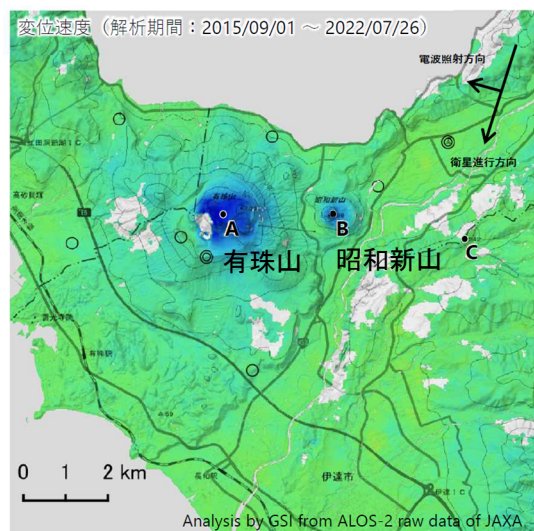 変位速度（解析期間：2015/09/01 ～ 2022/07/26）
電波照射方向
衛星進行方向
有珠山
昭和新山
A
B
C
有珠山
昭和新山
0 1 2 km
伊達市
Analysis by GSI from ALOS-2 raw data of JAXA